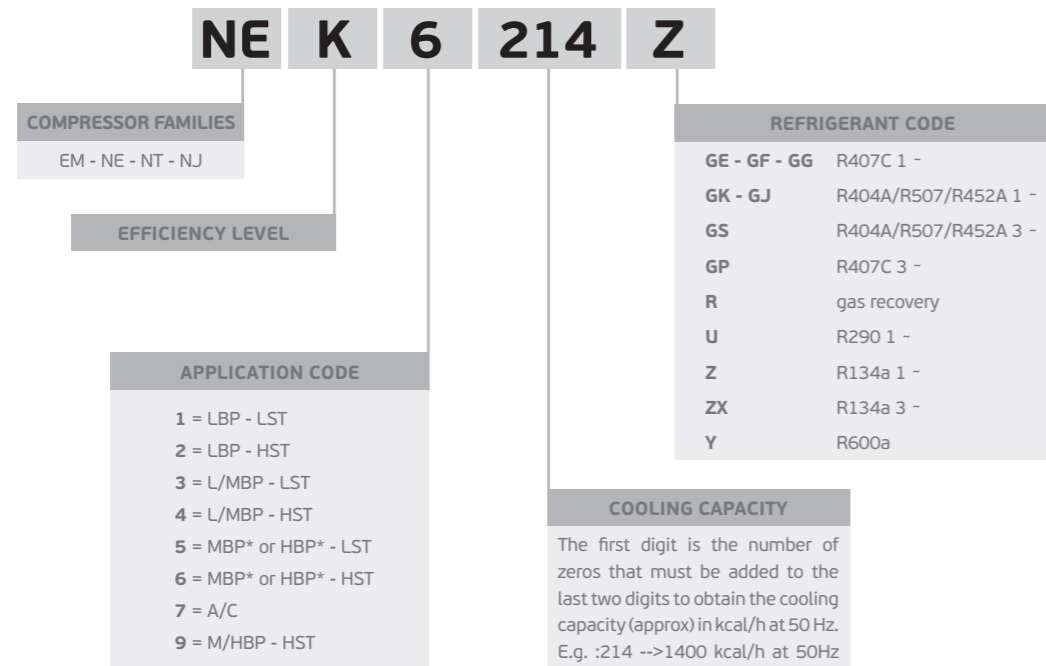 NE K 6 214 Z
COMPRESSOR FAMILIES
EM - NE - NT - NJ
EFFICIENCY LEVEL
APPLICATION CODE
1 = LBP - LST
2 = LBP - HST
3 = L/MBP - LST
4 = L/MBP - HST
5 = MBP* or HBP* - LST
6 = MBP* or HBP* - HST
7 = A/C
9 = M/HBP - HST
COOLING CAPACITY
The first digit is the number of
zeros that must be added to the
last two digits to obtain the cooling
capacity (approx) in kcal/h at 50 Hz.
E.g. :214 -->1400 kcal/h at 50Hz
REFRIGERANT CODE
GE - GF - GG R407C 1 ~
GK - GJ R404A/R507/R452A 1 ~
GS R404A/R507/R452A 3 ~
GP R407C 3 ~
R gas recovery
U R290 1 ~
Z R134a 1 ~
ZX R134a 3 ~
Y R600a